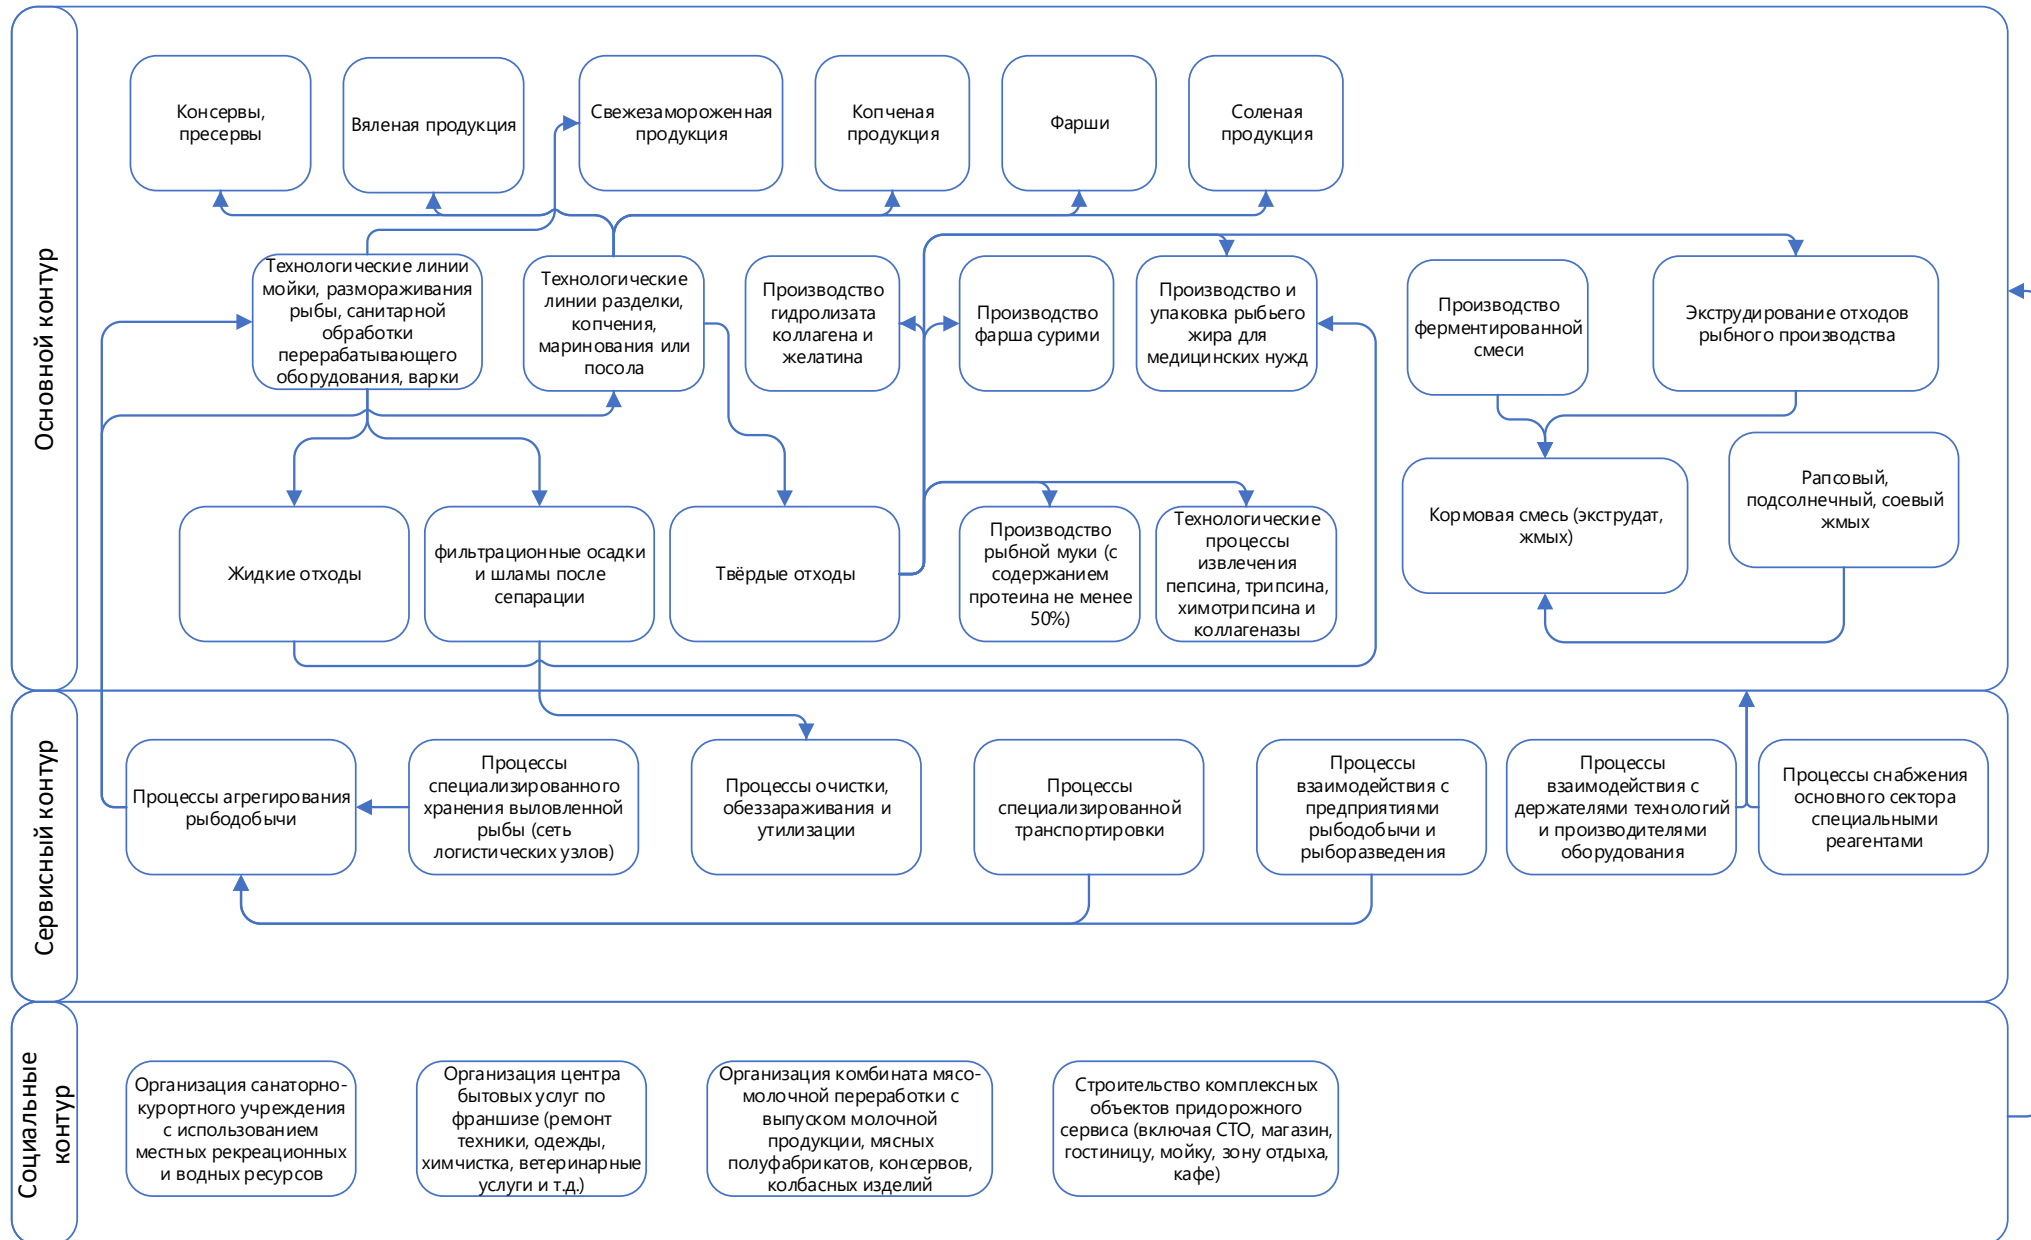 Основной контур
Консервы,
пресервы
Вяленая продукция
Свежезамороженная
продукция
Копченая
продукция
Фарши
Соленая
продукция
Технологические линии
мойки, размораживания
рыбы, санитарной
обработки
перерабатывающего
оборудования, варки
Технологические
линии разделки,
копчения,
маринования или
посола
Производство
гидролизата
коллагена и
желатина
Производство
фарша сурими
Производство и
упаковка рыбьего
жира для
медицинских нужд
Производство
ферментированной
смеси
Экструдирование отходов
рыбного производства
Жидкие отходы
фильтрационные осадки
и шламы после
сепарации
Твёрдые отходы
Производство
рыбной муки (с
содержанием
протеина не менее
50%)
Технологические
процессы
извлечения
пепсина, трипсина,
химотрипсина и
коллагеназы
Кормовая смесь (экструдат,
жмых)
Рапсовый,
подсолнечный, соевый
жмых
Сервисный контур
Процессы агрегирования
рыбодобычи
Процессы
специализированного
хранения выловленной
рыбы (сеть
логистических узлов)
Процессы очистки,
обеззараживания и
утилизации
Процессы
специализированной
транспортировки
Процессы
взаимодействия с
предприятиями
рыбодобычи и
рыборазведения
Процессы
взаимодействия с
держателями технологий
и производителями
оборудования
Процессы снабжения
основного сектора
специальными
реагентами
Социальные
контур
Организация санаторно-
курортного учреждения
с использованием
местных рекреационных
и водных ресурсов
Организация центра
бытовых услуг по
франшизе (ремонт
техники, одежды,
химчистка, ветеринарные
услуги и т.д.)
Организация комбината мясо-
молочной переработки с
выпуском молочной
продукции, мясных
полуфабрикатов, консервов,
колбасных изделий
Строительство комплексных
объектов придорожного
сервиса (включая СТО, магазин,
гостиницу, мойку, зону отдыха,
кафе)